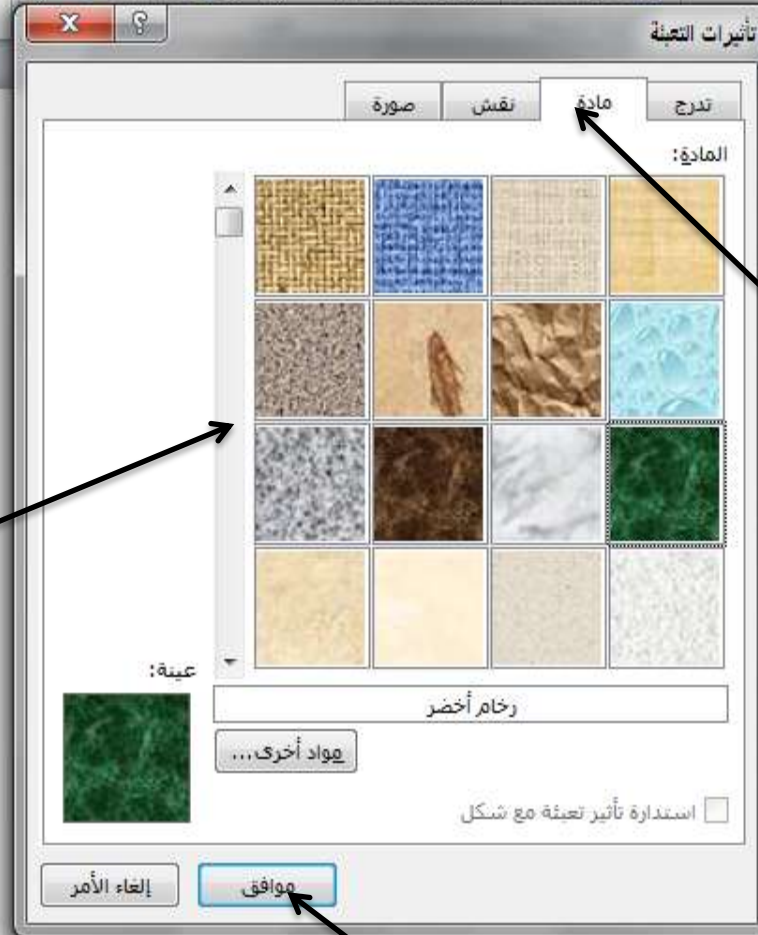 تأثيرات التعبئة
تدرج مادة نقش صورة
المادة:
عينة:
رخام أخضر
مواد أخرى...
استدارة تأثير تعبئة مع شكل
موافق إلغاء الأمر